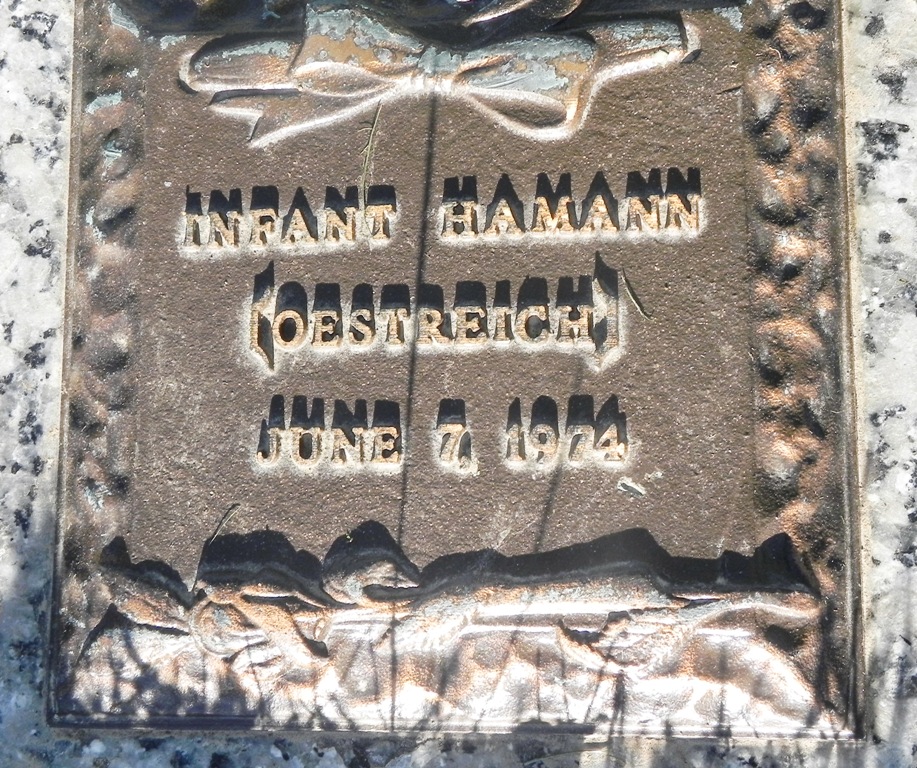 INFANT HAMANN
(OESTREICH)
JUNE 7, 1974